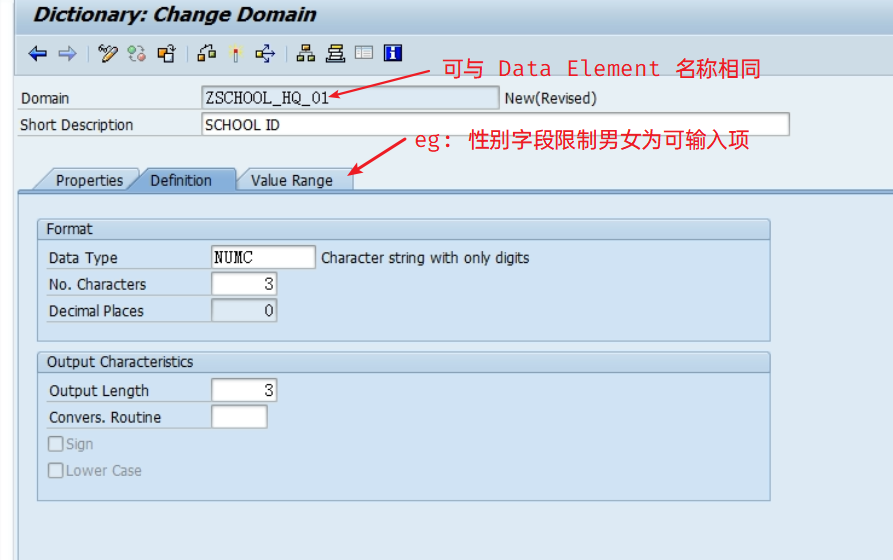 Dictionary: Change Domain
可与 Data Element 名称相同
Domain ZSCHOOL_HQ_01 New(Revised)
Short Description SCHOOL ID
eg: 性别字段限制男女为可输入项
Properties Definition Value Range
Format
Data Type NUMC Character string with only digits
No. Characters 3
Decimal Places 0
Output Characteristics
Output Length 3
Convers. Routine
Sign
Lower Case